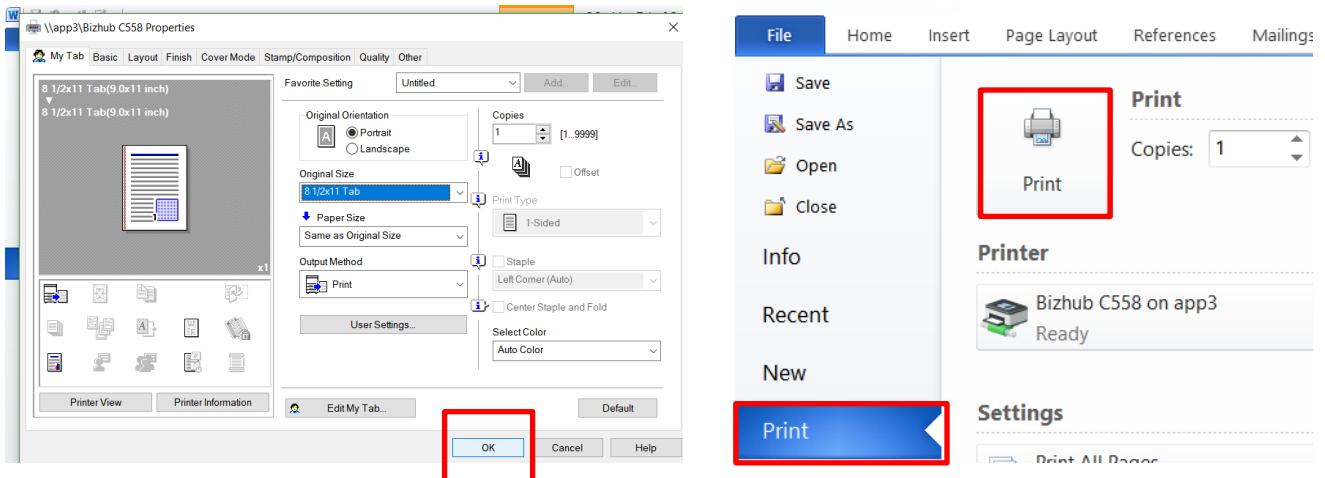 \\app3\Bizhub C558 Properties
My Tab Basic Layout Finish Cover Mode Stamp/Composition Quality Other
8 1/2x11 Tab(9.0x11 inch)
8 1/2x11 Tab(9.0x11 inch)
x1
Printer View Printer Information
Favorite Setting Untitled Add... Edit...
Original Orientation
A Portrait
Landscape
Original Size
8 1/2x11 Tab
Paper Size
Same as Original Size
Output Method
Print
User Settings...
Copies
1 [1...9999]
Offset
Print Type
1-Sided
Staple
Left Corner (Auto)
Center Staple and Fold
Select Color
Auto Color
Edit My Tab... Default
OK Cancel Help
File Home Insert Page Layout References Mailings
Save
Save As
Open
Close
Info
Recent
New
Print
Print
Print
Copies: 1
Printer
Bizhub C558 on app3
Ready
Settings
Print All Pages